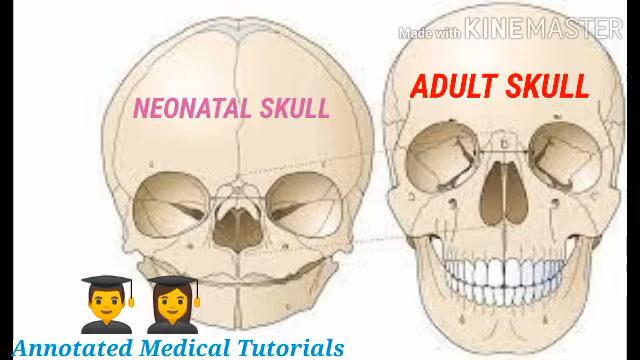 Made with KINEMASTER
ADULT SKULL
NEONATAL SKULL
b
Annotated Medical Tutorials